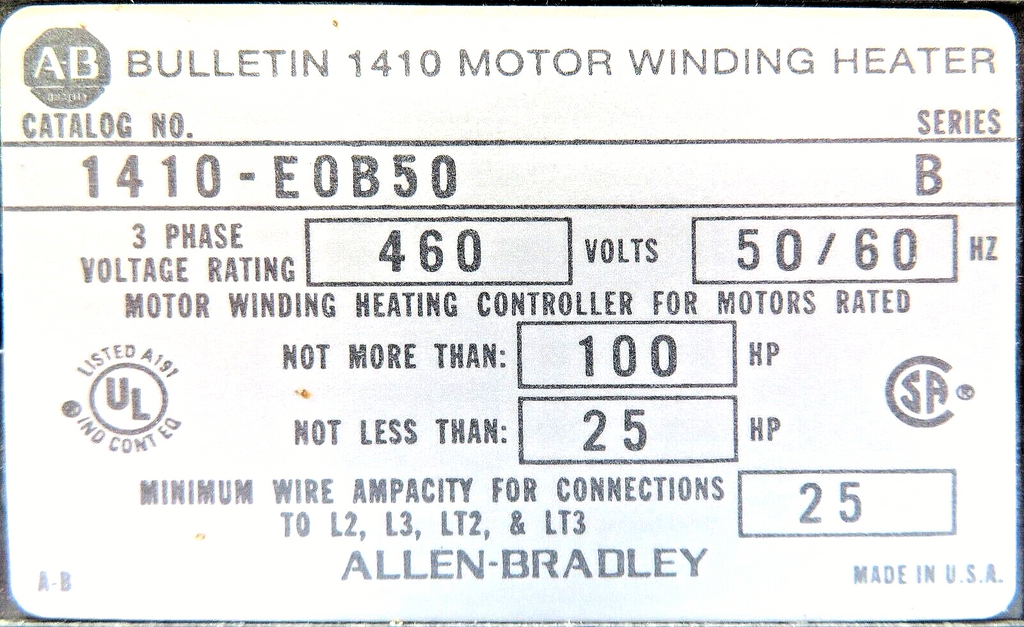 A-B QUALITY BULLETIN 1410 MOTOR WINDING HEATER
CATALOG NO. SERIES
1410-E0B50 B
3 PHASE
VOLTAGE RATING 460 VOLTS 50/60 HZ
MOTOR WINDING HEATING CONTROLLER FOR MOTORS RATED
NOT MORE THAN: 100 HP
LISTED A191
UL ®
IND CONT EQ
SA ®
NOT LESS THAN: 25 HP
MINIMUM WIRE AMPACITY FOR CONNECTIONS
TO L2, L3, LT2, & LT3 25
ALLEN-BRADLEY
A-B MADE IN U.S.A.